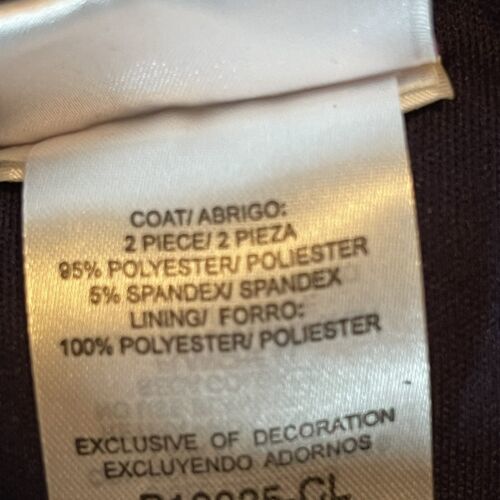 COAT/ ABRIGO:
2 PIECE/ 2 PIEZA
95% POLYESTER/ POLIESTER
5% SPANDEX/ SPANDEX
LINING/ FORRO:
100% POLYESTER/ POLIESTER
EXCLUSIVE OF DECORATION
EXCLUYENDO ADORNOS